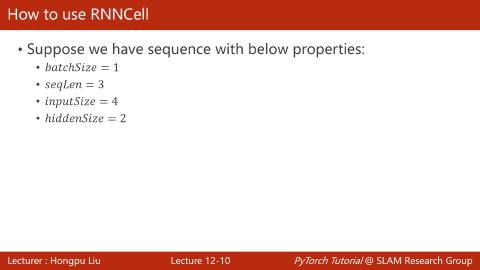 How to use RNNCell
• Suppose we have sequence with below properties:
• batchSize = 1
• seqLen = 3
• inputSize = 4
• hiddenSize = 2
Lecturer : Hongpu Liu
Lecture 12-10
PyTorch Tutorial @ SLAM Research Group